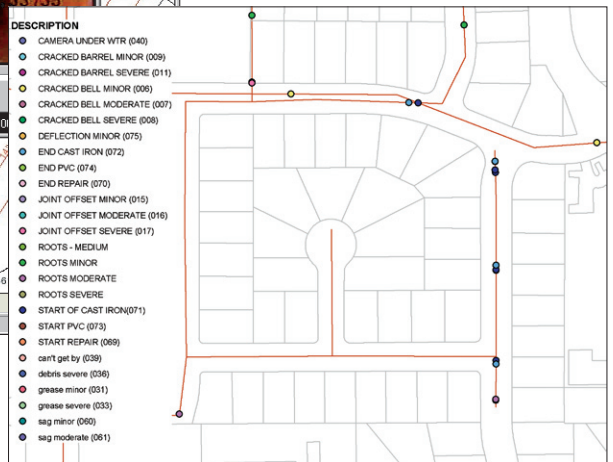 33735
DESCRIPTION
CAMERA UNDER WTR (040)
CRACKED BARREL MINOR (009)
CRACKED BARREL SEVERE (011)
CRACKED BELL MINOR (006)
CRACKED BELL MODERATE (007)
CRACKED BELL SEVERE (008)
DEFLECTION MINOR (075)
END CAST IRON (072)
END PVC (074)
END REPAIR (070)
JOINT OFFSET MINOR (015)
JOINT OFFSET MODERATE (016)
JOINT OFFSET SEVERE (017)
ROOTS - MEDIUM
ROOTS MINOR
ROOTS MODERATE
ROOTS SEVERE
START OF CAST IRON(071)
START PVC (073)
START REPAIR (069)
can't get by (039)
debris severe (036)
grease minor (031)
grease severe (033)
sag minor (060)
sag moderate (061)